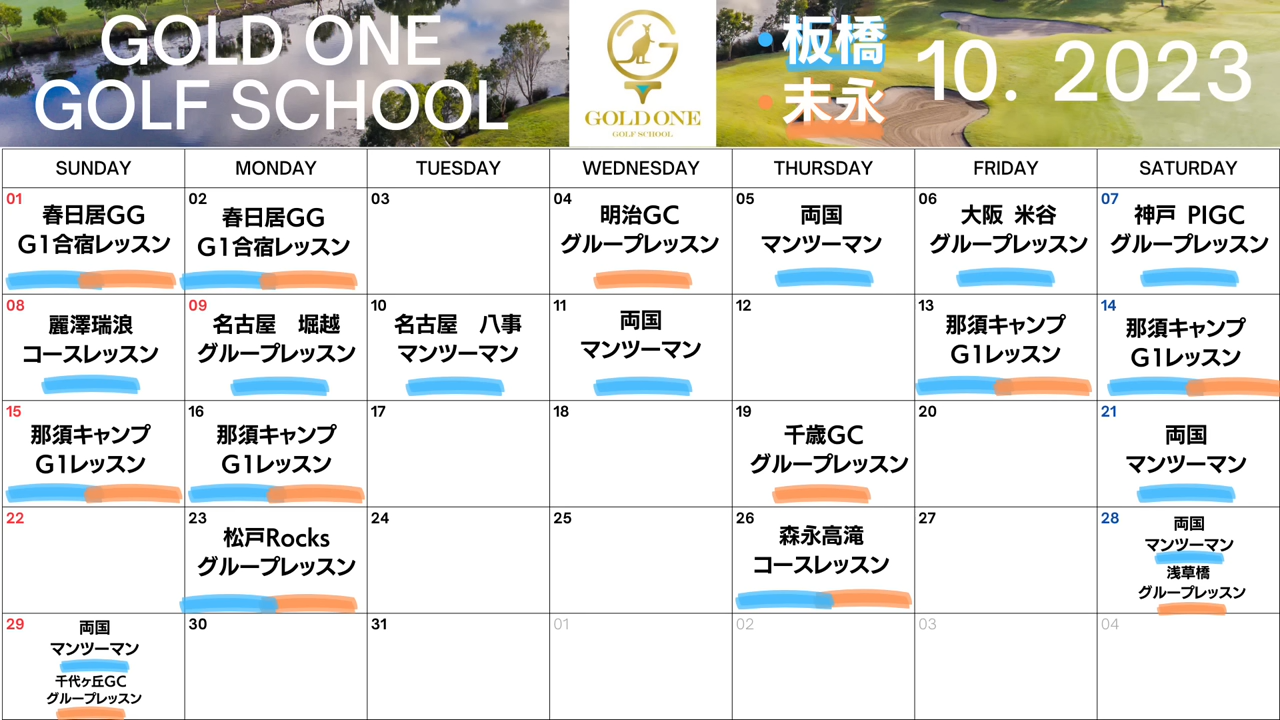 GOLD ONE
GOLF SCHOOL
GOLD ONE
GOLF SCHOOL
板橋
末永
10. 2023
SUNDAY MONDAY TUESDAY WEDNESDAY THURSDAY FRIDAY SATURDAY
01
春日居GG
G1合宿レッスン
02
春日居GG
G1合宿レッスン
03
04
明治GC
グループレッスン
05
両国
マンツーマン
06
大阪 米谷
グループレッスン
07
神戸 PIGC
グループレッスン
08
麗澤瑞浪
コースレッスン
09
名古屋 堀越
グループレッスン
10
名古屋 八事
マンツーマン
11
両国
マンツーマン
12
13
那須キャンプ
G1レッスン
14
那須キャンプ
G1レッスン
15
那須キャンプ
G1レッスン
16
那須キャンプ
G1レッスン
17
18
19
千歳GC
グループレッスン
20
21
両国
マンツーマン
22
23
松戸Rocks
グループレッスン
24
25
26
森永高滝
コースレッスン
27
28
両国
マンツーマン
浅草橋
グループレッスン
29
両国
マンツーマン
千代ヶ丘GC
グループレッスン
30
31
01
02
03
04